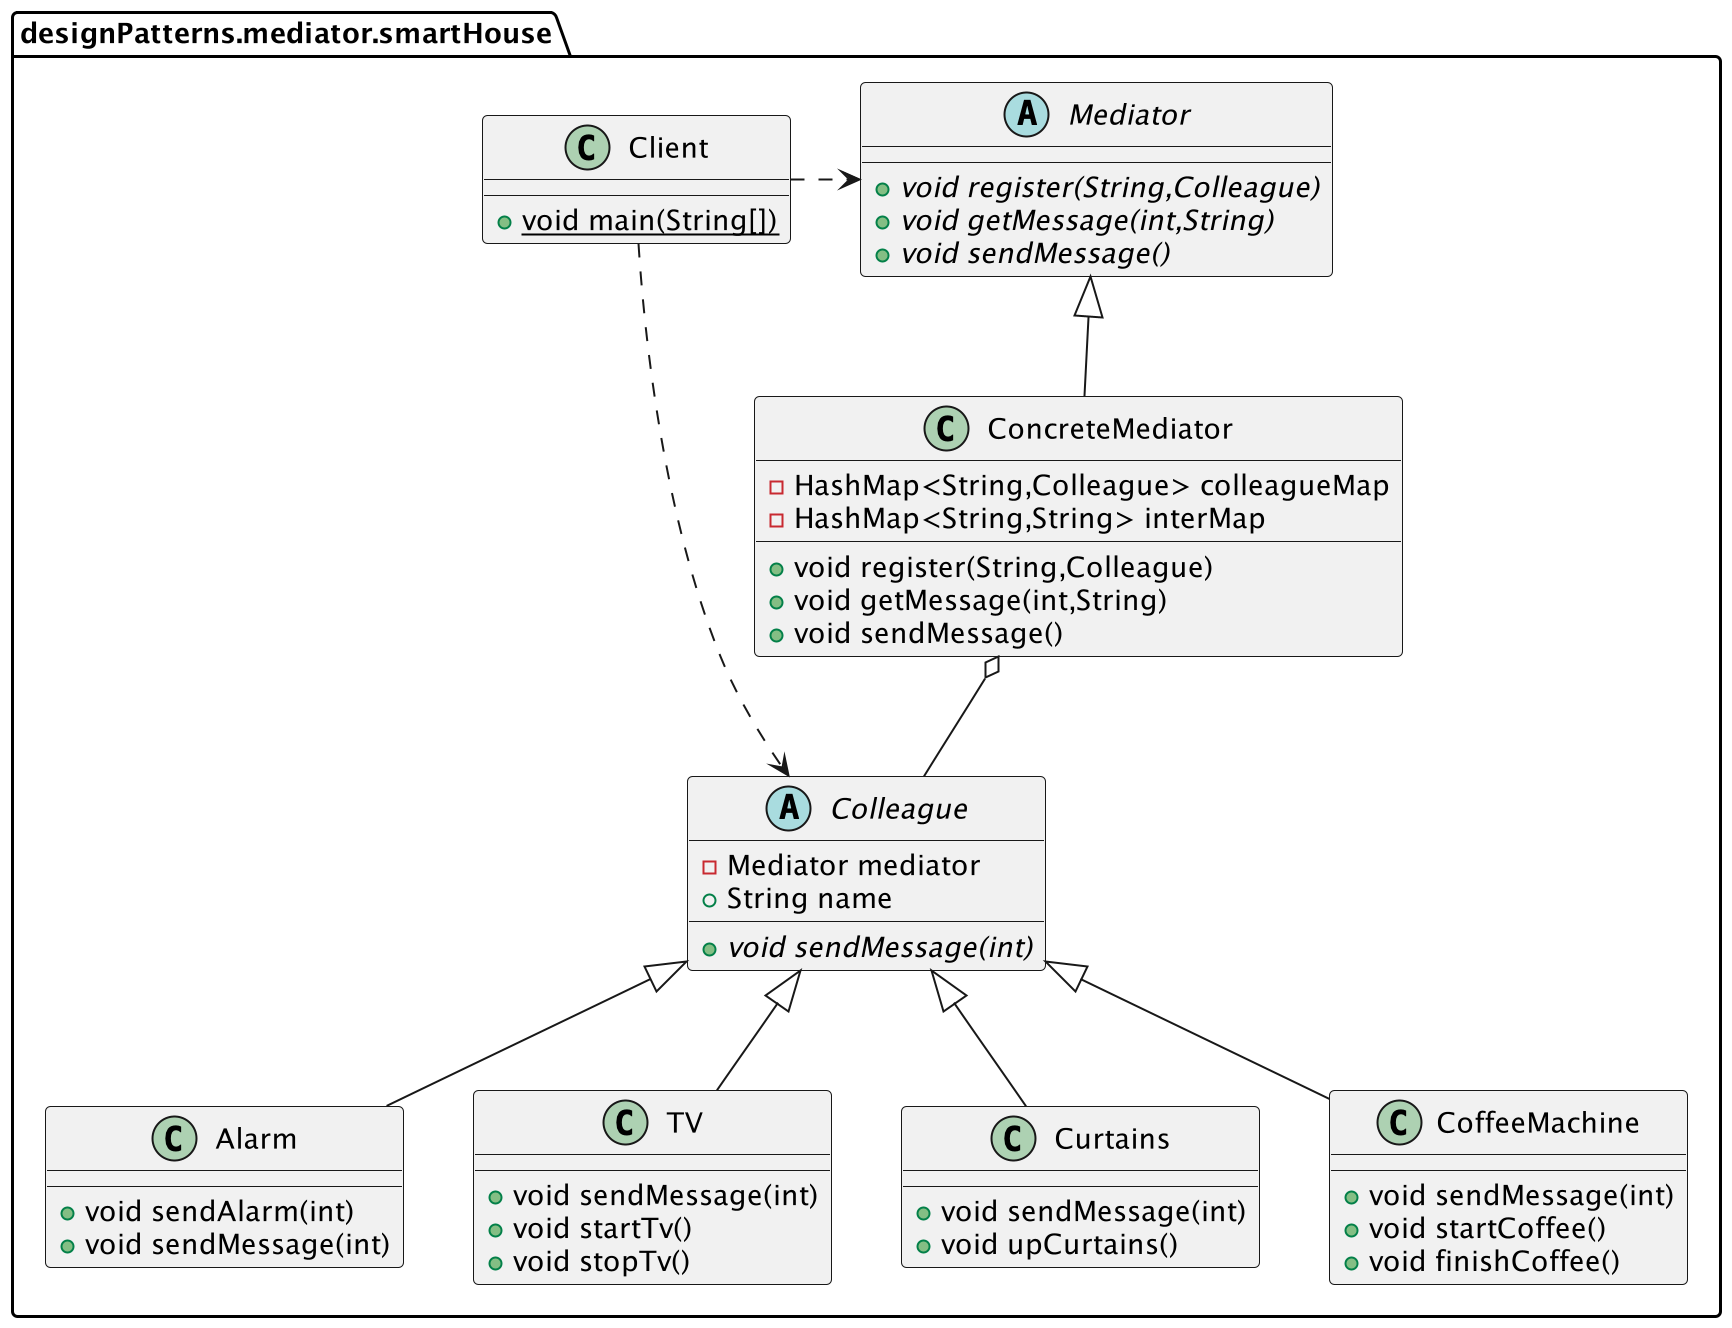 designPatterns.mediator.smartHouse
C Client
void main(String[])
A Mediator
void register(String,Colleague)
void getMessage(int,String)
void sendMessage()
C ConcreteMediator
HashMap<String,Colleague> colleagueMap
HashMap<String,String> interMap
void register(String,Colleague)
void getMessage(int,String)
void sendMessage()
A Colleague
Mediator mediator
String name
void sendMessage(int)
C Alarm
void sendAlarm(int)
void sendMessage(int)
C TV
void sendMessage(int)
void startTv()
void stopTv()
C Curtains
void sendMessage(int)
void upCurtains()
C CoffeeMachine
void sendMessage(int)
void startCoffee()
void finishCoffee()